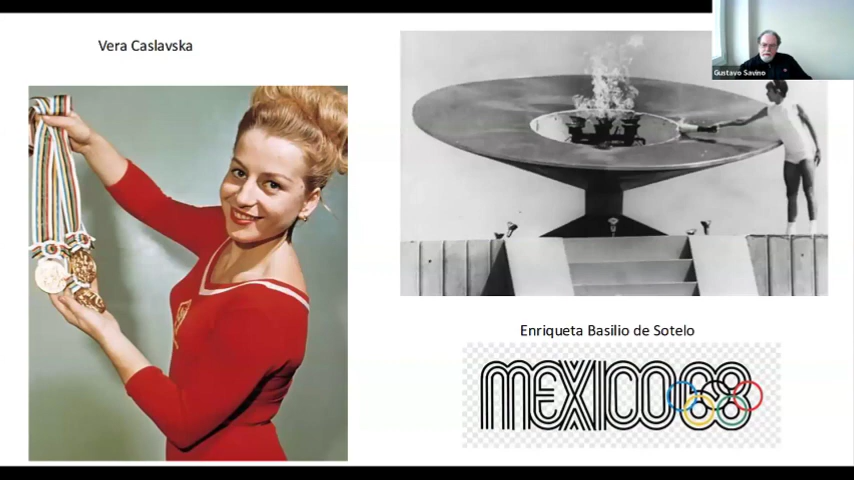 Vera Caslavska
Gustavo Savino
Enriqueta Basilio de Sotelo
MEXICO68